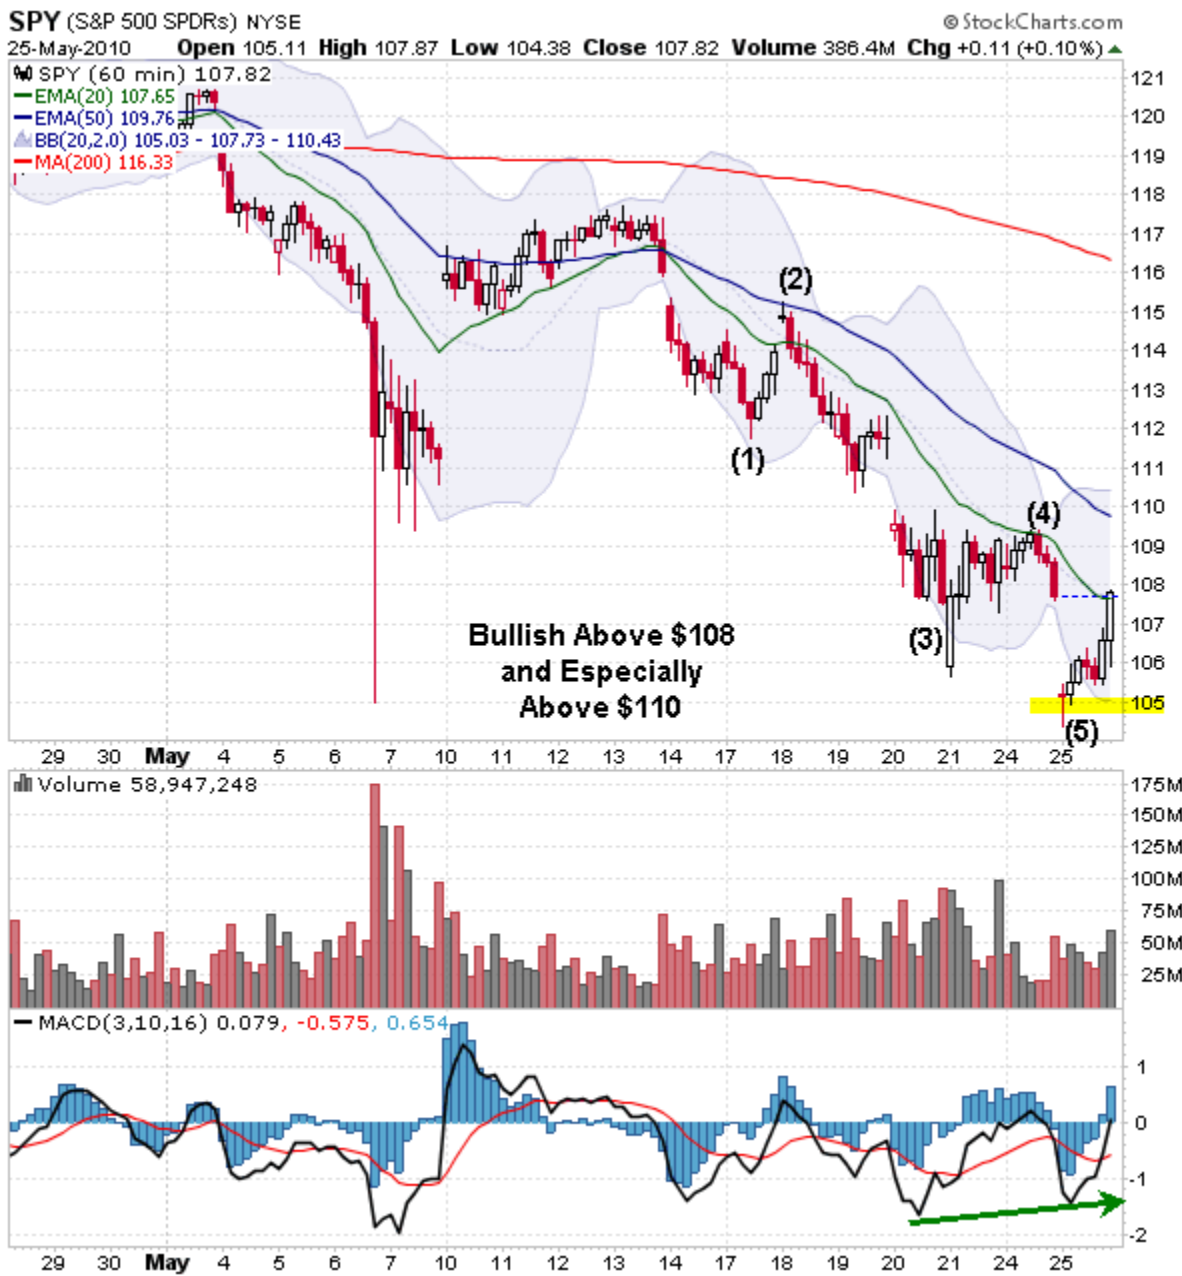 SPY (S&P 500 SPDRs) NYSE © StockCharts.com
25-May-2010 Open 105.11 High 107.87 Low 104.38 Close 107.82 Volume 386.4M Chg +0.11 (+0.10%)
SPY (60 min) 107.82
EMA(20) 107.65
EMA(50) 109.76
BB(20,2.0) 105.03 - 107.73 - 110.43
MA(200) 116.33
121
120
119
118
117
116
115
114
113
112
111
110
109
108
107
106
105
(2)
(1)
(4)
(3)
(5)
Bullish Above $108
and Especially
Above $110
29 30 May 4 5 6 7 10 11 12 13 14 17 18 19 20 21 24 25
Volume 58,947,248
175M
150M
125M
100M
75M
50M
25M
MACD(3,10,16) 0.079, -0.575, 0.654
1
0
-1
-2
29 30 May 4 5 6 7 10 11 12 13 14 17 18 19 20 21 24 25